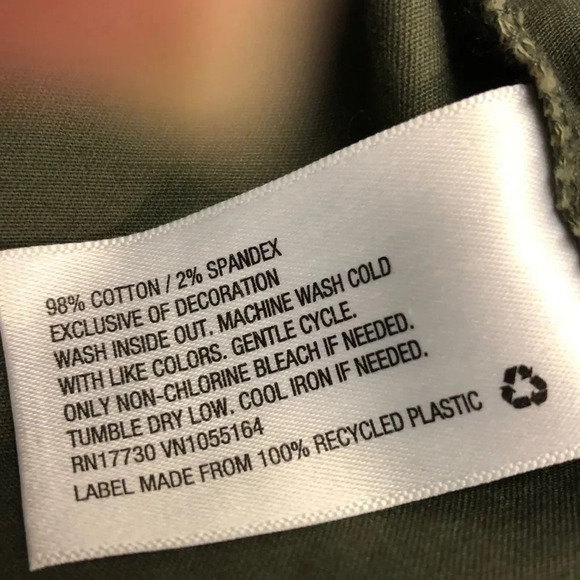 98% COTTON / 2% SPANDEX
EXCLUSIVE OF DECORATION
WASH INSIDE OUT. MACHINE WASH COLD
WITH LIKE COLORS. GENTLE CYCLE.
ONLY NON-CHLORINE BLEACH IF NEEDED.
TUMBLE DRY LOW. COOL IRON IF NEEDED.
RN17730 VN1055164
LABEL MADE FROM 100% RECYCLED PLASTIC